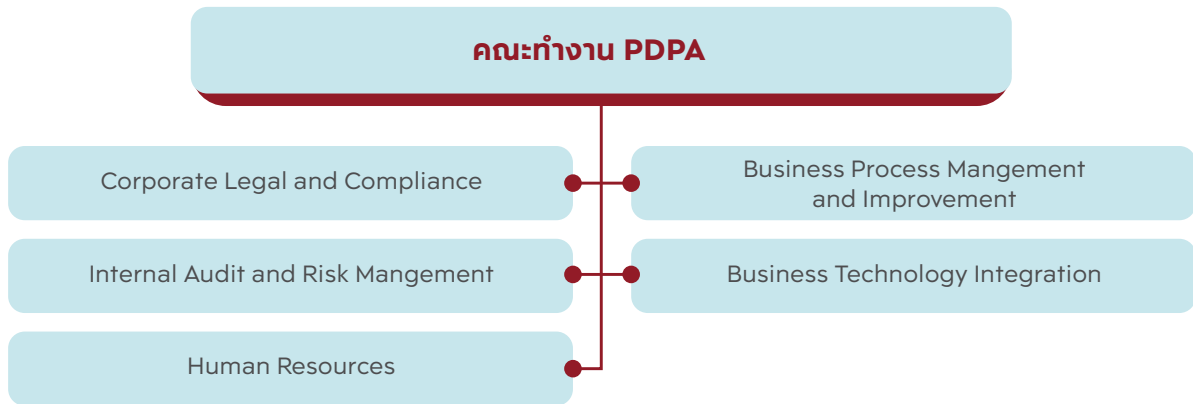 คณะทำงาน PDPA
Corporate Legal and Compliance
Business Process Mangement
and Improvement
Internal Audit and Risk Mangement
Business Technology Integration
Human Resources